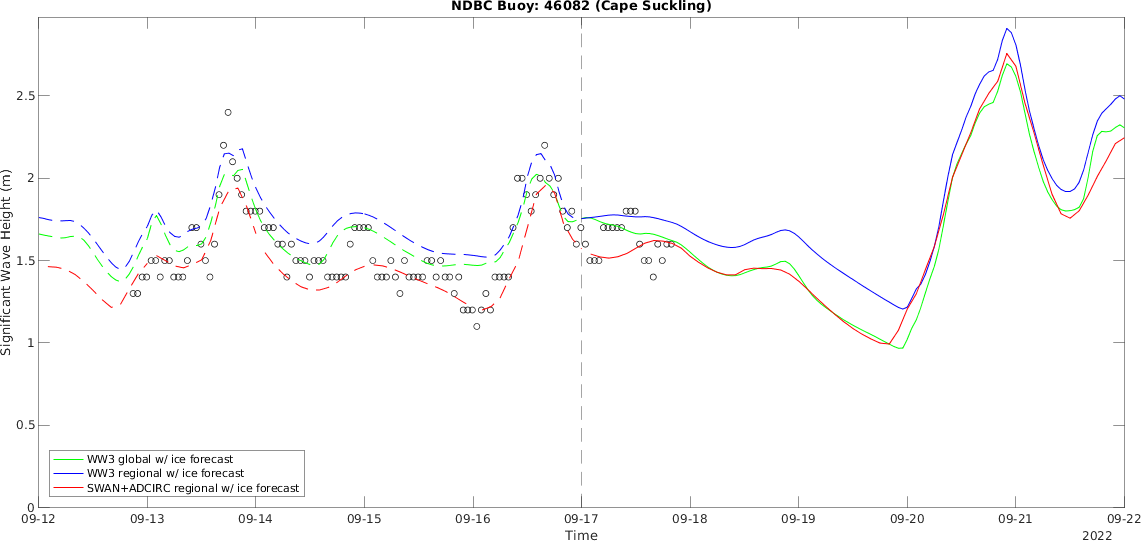 NDBC Buoy: 46082 (Cape Suckling)
Significant Wave Height (m)
2.5
2
1.5
1
0.5
0
WW3 global w/ ice forecast
WW3 regional w/ ice forecast
SWAN+ADCIRC regional w/ ice forecast
09-12 09-13 09-14 09-15 09-16 09-17 09-18 09-19 09-20 09-21 09-22
Time
2022